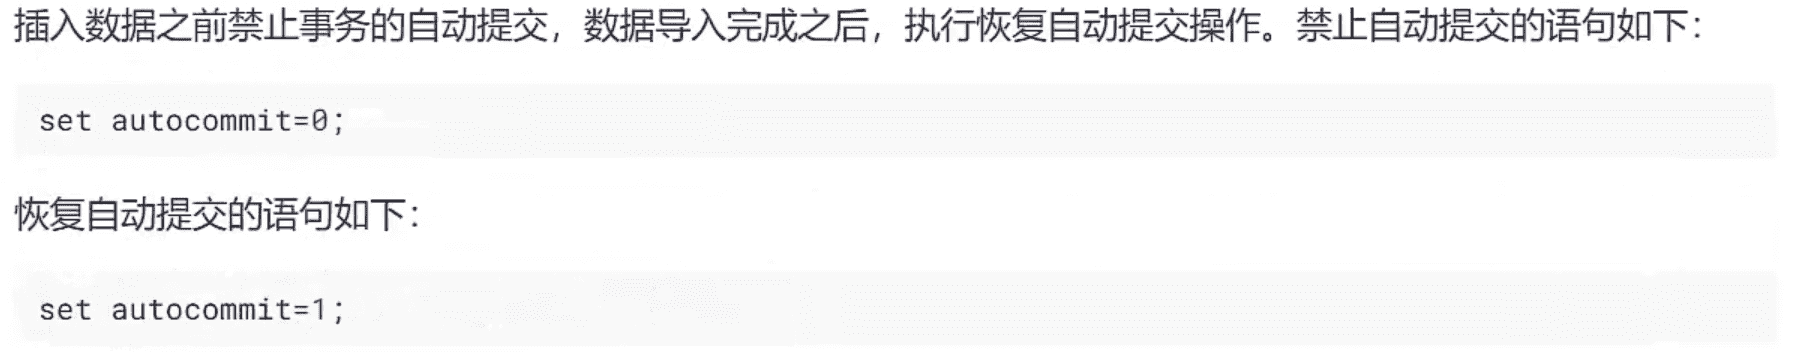 插入数据之前禁止事务的自动提交，数据导入完成之后，执行恢复自动提交操作。禁止自动提交的语句如下：
set autocommit=0;
恢复自动提交的语句如下：
set autocommit=1;